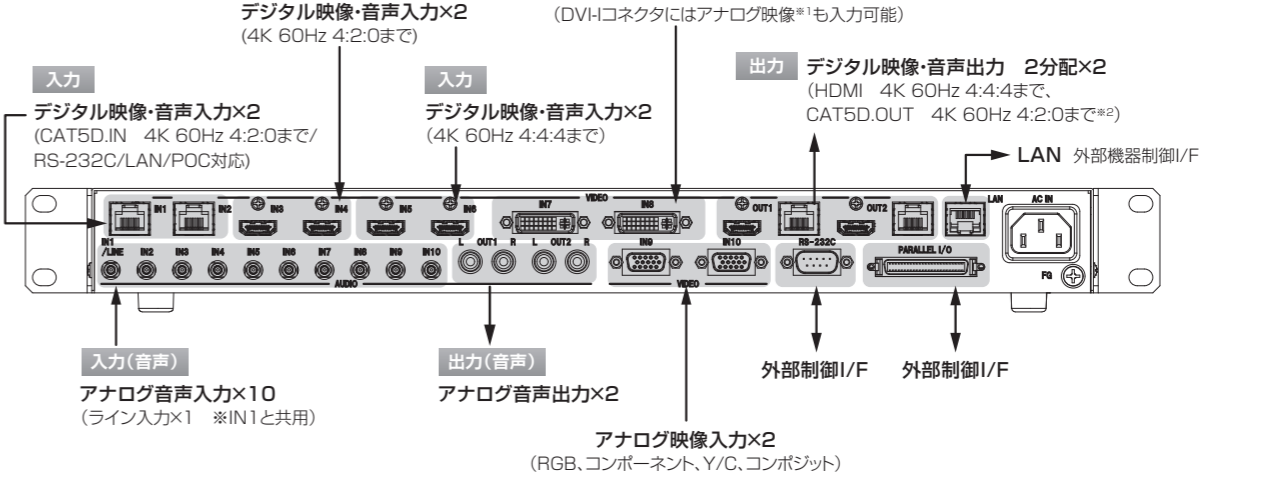 デジタル映像・音声入力×2
(4K 60Hz 4:2:0まで)
(DVI-Iコネクタにはアナログ映像※1も入力可能)
入力
デジタル映像・音声入力×2
(CAT5D.IN 4K 60Hz 4:2:0まで/
RS-232C/LAN/POC対応)
入力
デジタル映像・音声入力×2
(4K 60Hz 4:4:4まで)
出力 デジタル映像・音声出力 2分配×2
(HDMI 4K 60Hz 4:4:4まで、
CAT5D.OUT 4K 60Hz 4:2:0まで※2)
LAN 外部機器制御I/F
VIDEO
IN1 IN2 IN3 IN4 IN5 IN6 IN7 IN8 OUT1 OUT2 LAN AC IN
IN1
/LINE IN2 IN3 IN4 IN5 IN6 IN7 IN8 IN9 IN10 L OUT1 R L OUT2 R IN9 IN10 RS-232C PARALLEL I/O
FG
AUDIO VIDEO
入力(音声)
アナログ音声入力×10
(ライン入力×1 ※IN1と共用)
出力(音声)
アナログ音声出力×2
外部制御I/F 外部制御I/F
アナログ映像入力×2
(RGB、コンポーネント、Y/C、コンポジット)